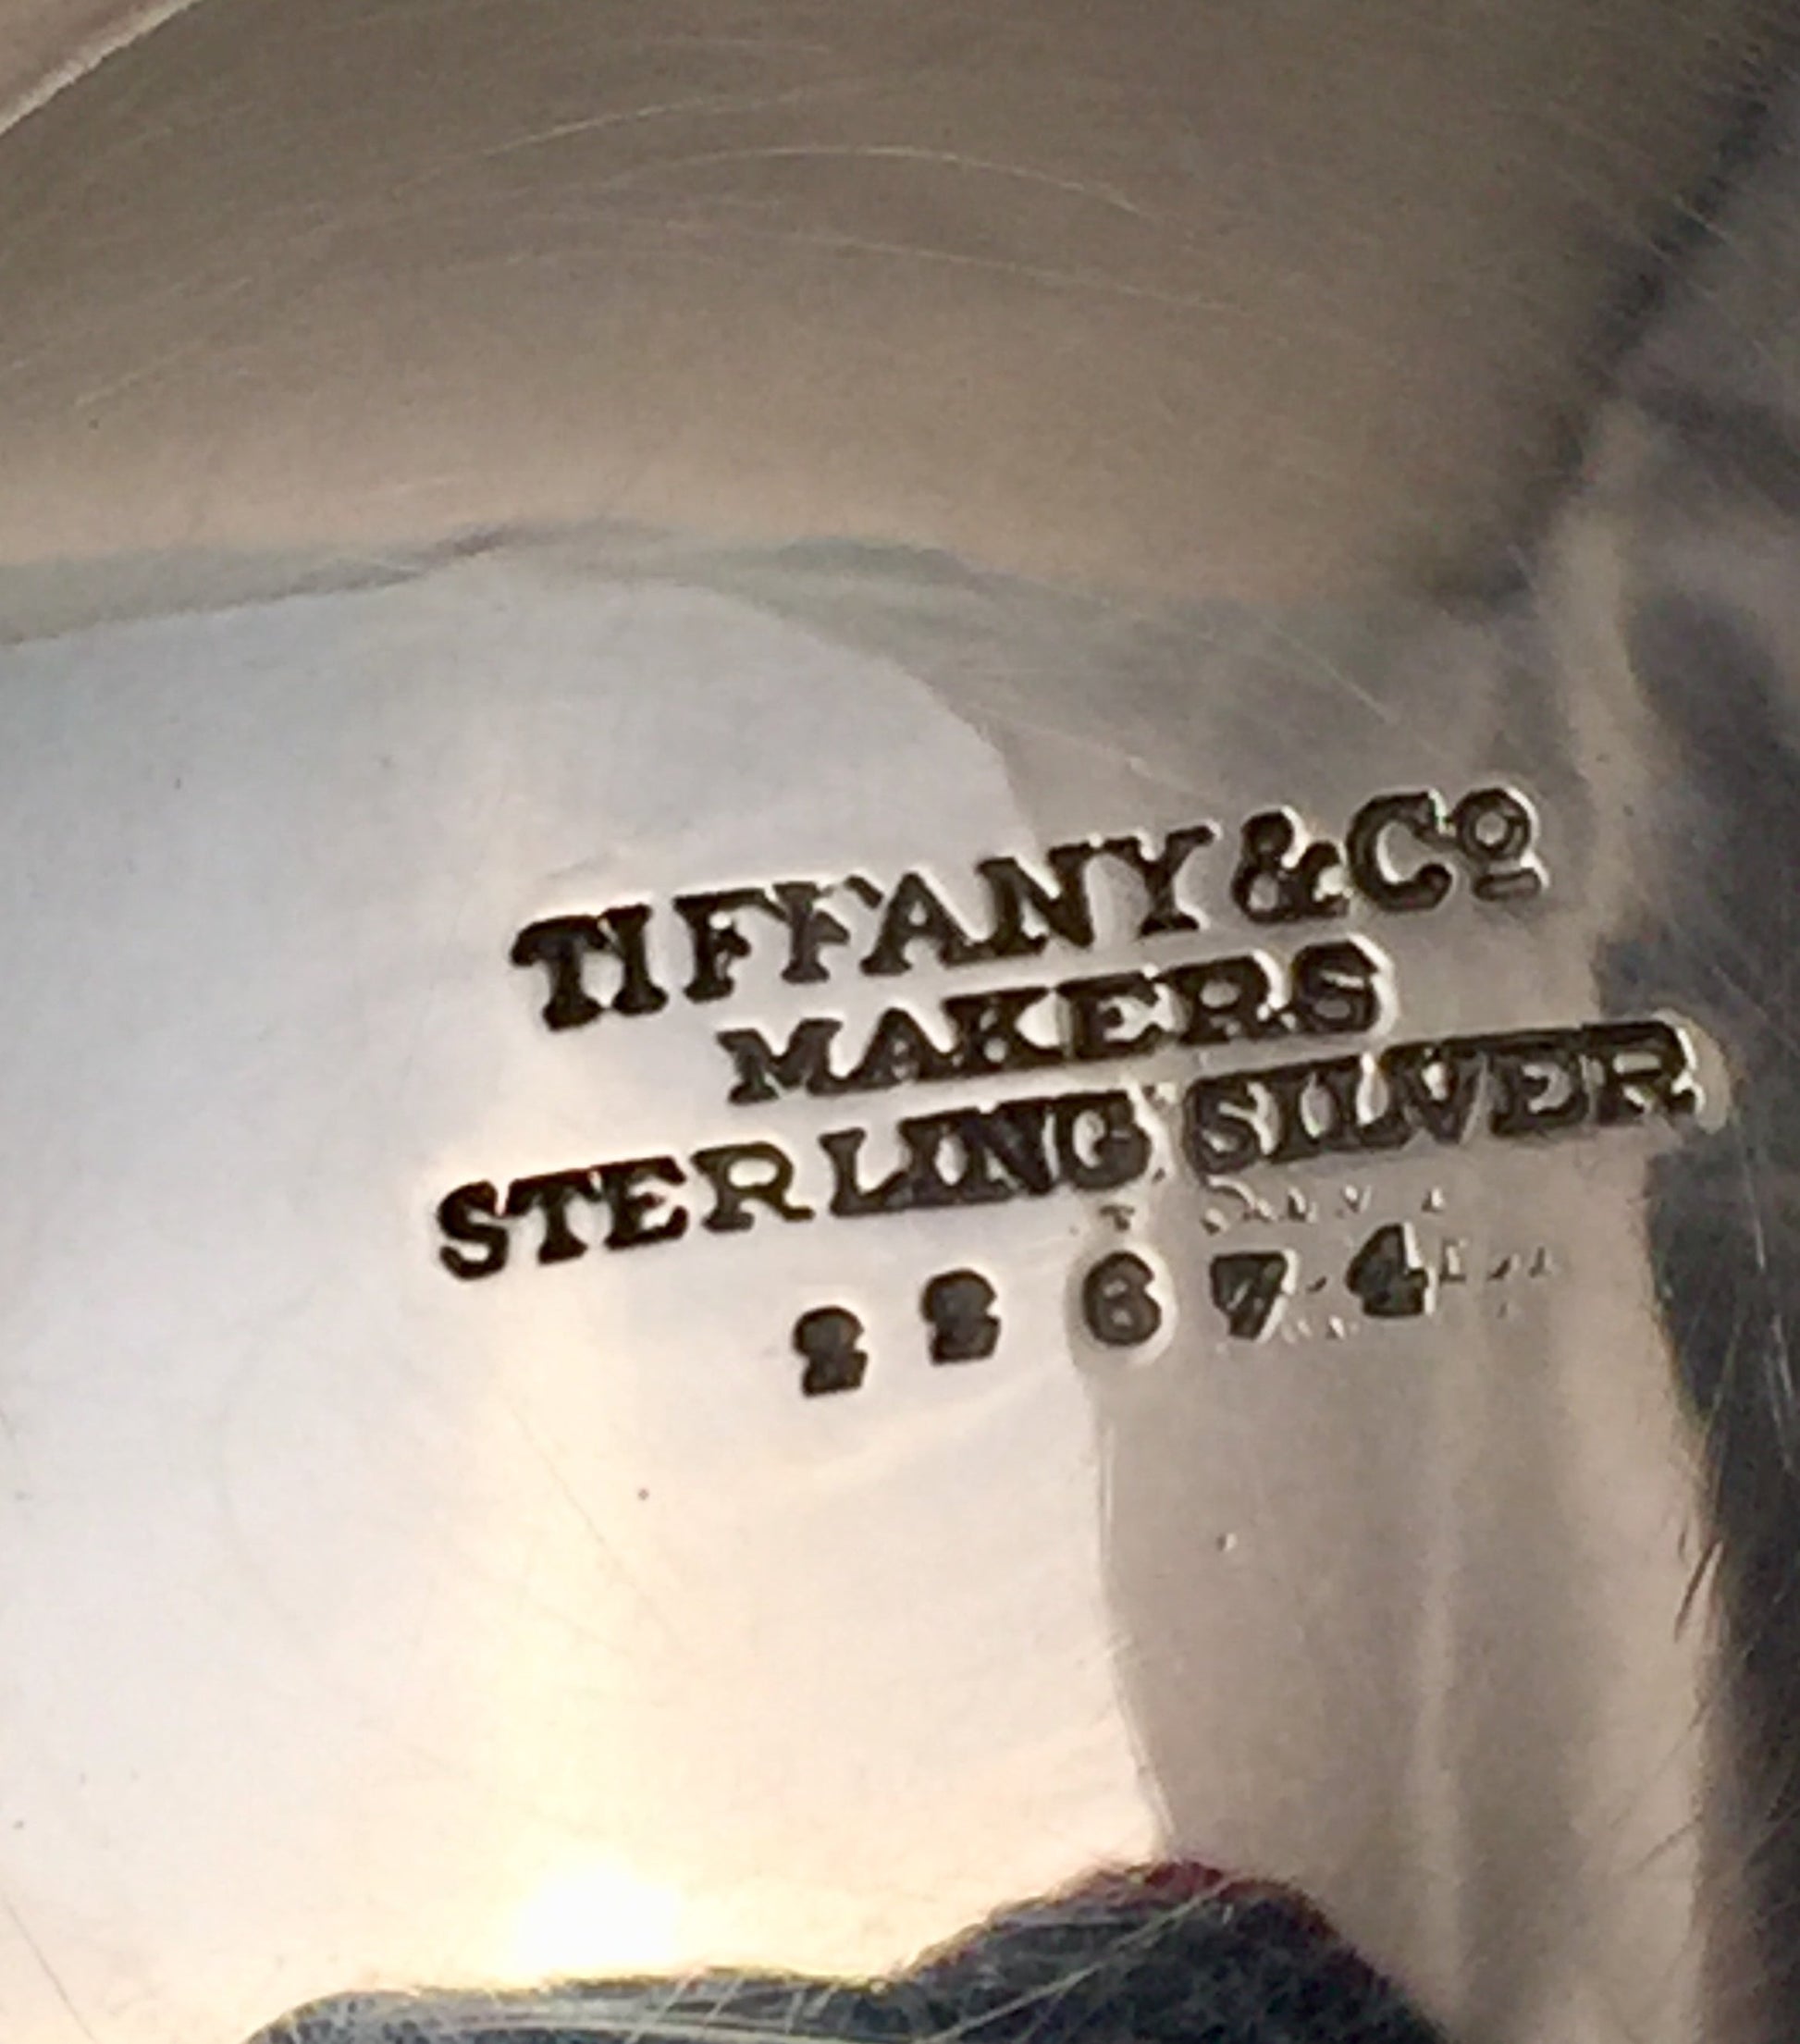 TIFFANY & Cº
MAKERS
STERLING SILVER
22674